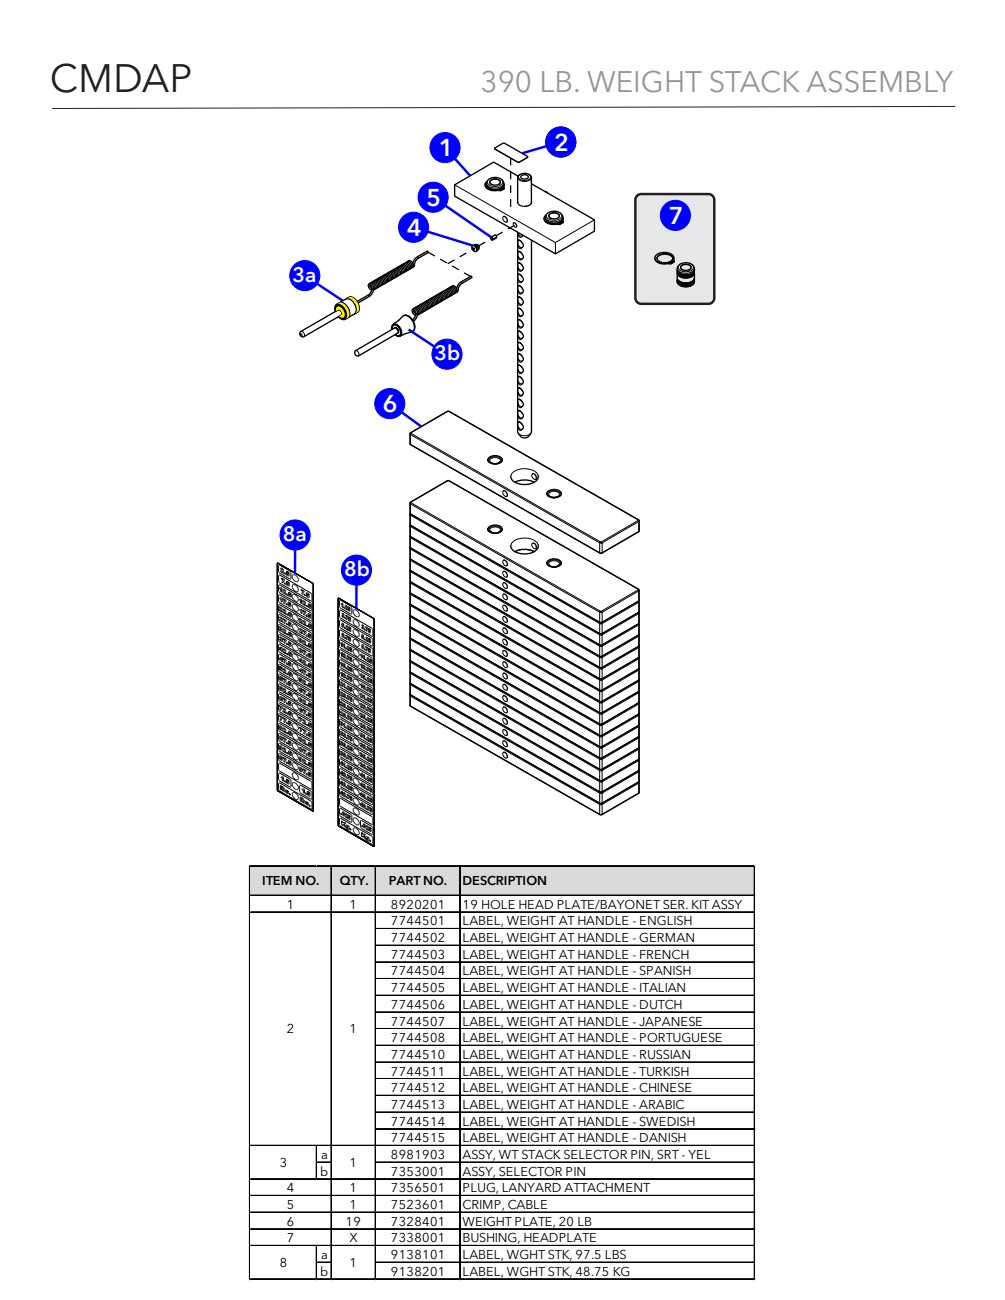 CMDAP 390 LB. WEIGHT STACK ASSEMBLY
1
2
5
7
4
3a
3b
6
8a
8b
ITEM NO. QTY. PART NO. DESCRIPTION
1 1 8920201 19 HOLE HEAD PLATE/BAYONET SER. KIT ASSY
2 1 7744501 LABEL, WEIGHT AT HANDLE - ENGLISH
7744502 LABEL, WEIGHT AT HANDLE - GERMAN
7744503 LABEL, WEIGHT AT HANDLE - FRENCH
7744504 LABEL, WEIGHT AT HANDLE - SPANISH
7744505 LABEL, WEIGHT AT HANDLE - ITALIAN
7744506 LABEL, WEIGHT AT HANDLE - DUTCH
7744507 LABEL, WEIGHT AT HANDLE - JAPANESE
7744508 LABEL, WEIGHT AT HANDLE - PORTUGUESE
7744510 LABEL, WEIGHT AT HANDLE - RUSSIAN
7744511 LABEL, WEIGHT AT HANDLE - TURKISH
7744512 LABEL, WEIGHT AT HANDLE - CHINESE
7744513 LABEL, WEIGHT AT HANDLE - ARABIC
7744514 LABEL, WEIGHT AT HANDLE - SWEDISH
7744515 LABEL, WEIGHT AT HANDLE - DANISH
3 a 1 8981903 ASSY, WT STACK SELECTOR PIN, SRT - YEL
b 7353001 ASSY, SELECTOR PIN
4 1 7356501 PLUG, LANYARD ATTACHMENT
5 1 7523601 CRIMP, CABLE
6 19 7328401 WEIGHT PLATE, 20 LB
7 X 7338001 BUSHING, HEADPLATE
8 a 1 9138101 LABEL, WGHT STK, 97.5 LBS
b 9138201 LABEL, WGHT STK, 48.75 KG